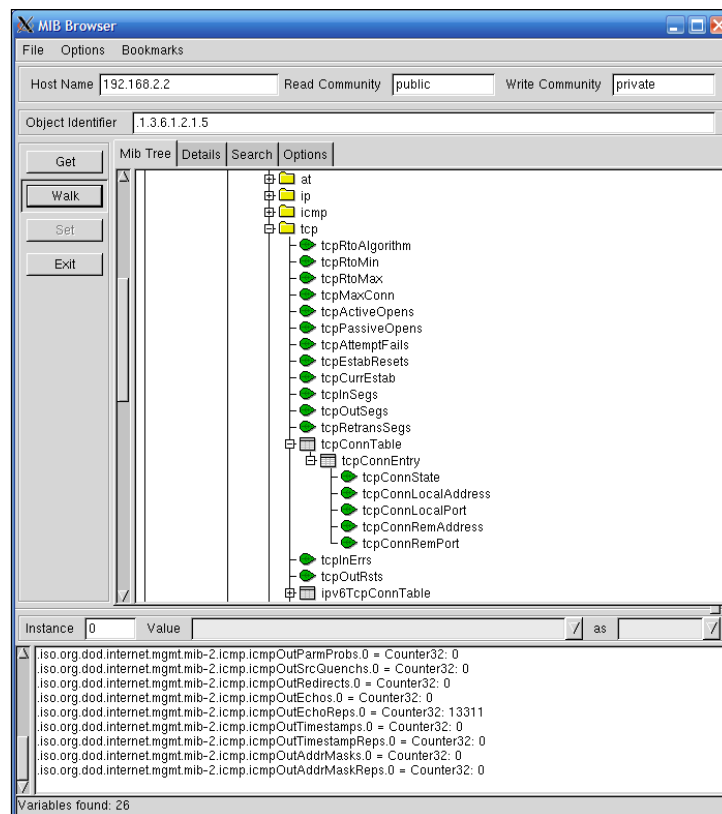 MIB Browser
File Options Bookmarks
Host Name 192.168.2.2 Read Community public Write Community private
Object Identifier .1.3.6.1.2.1.5
Get
Walk
Set
Exit
Mib Tree Details Search Options
at
ip
icmp
tcp
tcpRtoAlgorithm
tcpRtoMin
tcpRtoMax
tcpMaxConn
tcpActiveOpens
tcpPassiveOpens
tcpAttemptFails
tcpEstabResets
tcpCurrEstab
tcpInSegs
tcpOutSegs
tcpRetransSegs
tcpConnTable
tcpConnEntry
tcpConnState
tcpConnLocalAddress
tcpConnLocalPort
tcpConnRemAddress
tcpConnRemPort
tcpInErrs
tcpOutRsts
ipv6TcpConnTable
Instance 0 Value as
.iso.org.dod.internet.mgmt.mib-2.icmp.icmpOutParmProbs.0 = Counter32: 0
.iso.org.dod.internet.mgmt.mib-2.icmp.icmpOutSrcQuenchs.0 = Counter32: 0
.iso.org.dod.internet.mgmt.mib-2.icmp.icmpOutRedirects.0 = Counter32: 0
.iso.org.dod.internet.mgmt.mib-2.icmp.icmpOutEchos.0 = Counter32: 0
.iso.org.dod.internet.mgmt.mib-2.icmp.icmpOutEchoReps.0 = Counter32: 13311
.iso.org.dod.internet.mgmt.mib-2.icmp.icmpOutTimestamps.0 = Counter32: 0
.iso.org.dod.internet.mgmt.mib-2.icmp.icmpOutTimestampReps.0 = Counter32: 0
.iso.org.dod.internet.mgmt.mib-2.icmp.icmpOutAddrMasks.0 = Counter32: 0
.iso.org.dod.internet.mgmt.mib-2.icmp.icmpOutAddrMaskReps.0 = Counter32: 0
Variables found: 26